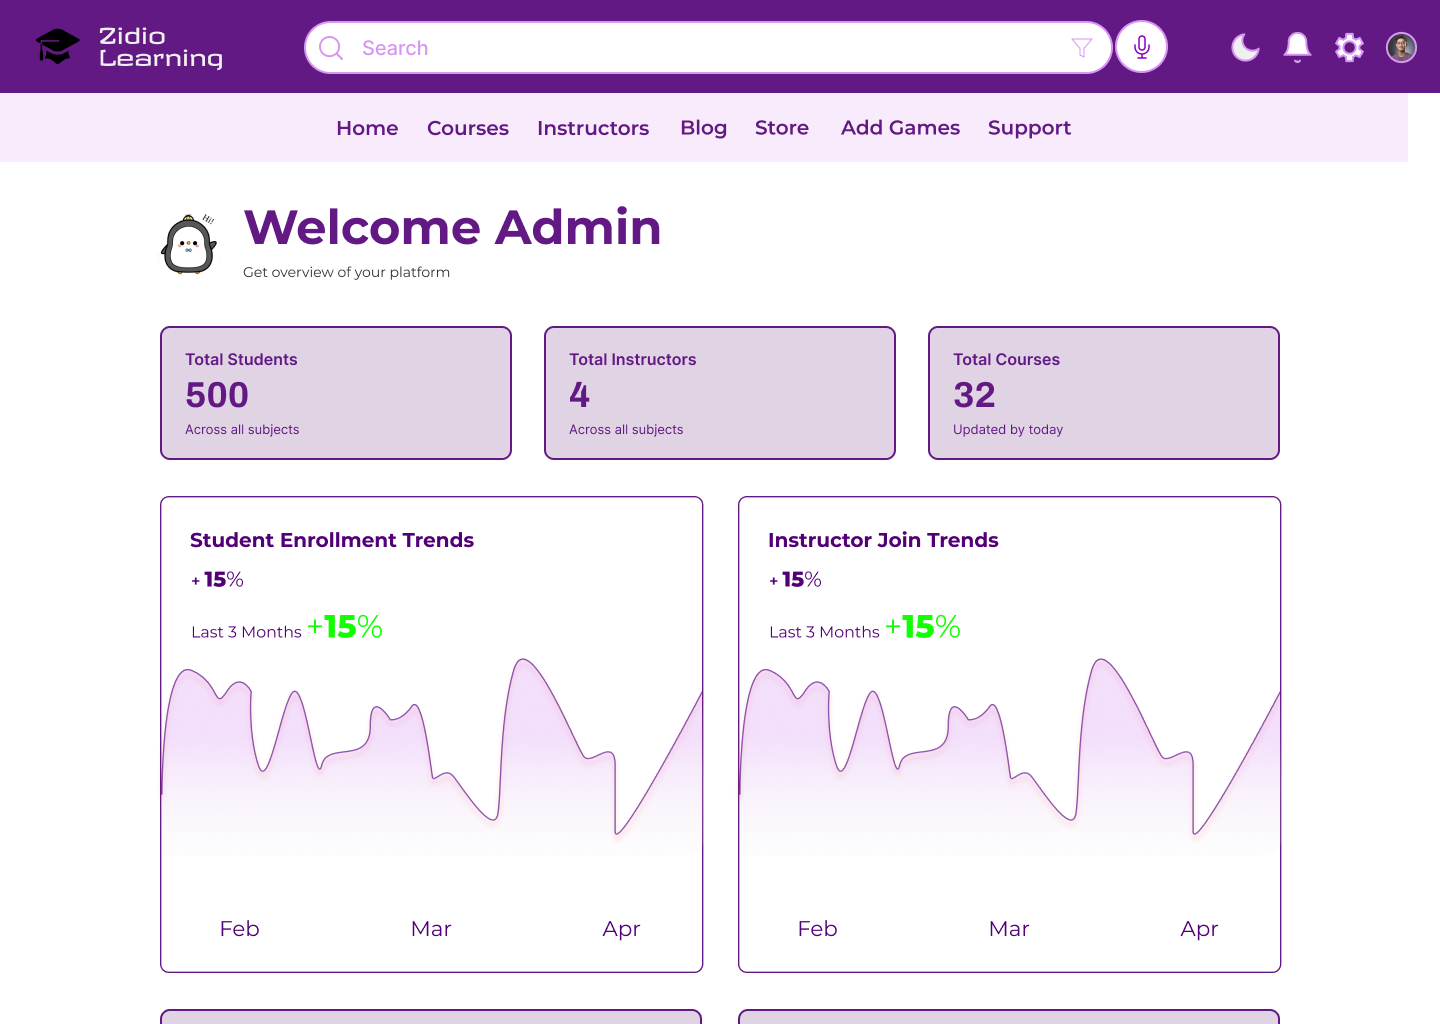 Zidio
Learning
Search
Home Courses Instructors Blog Store Add Games Support
Hi!
Welcome Admin
Get overview of your platform
Total Students
500
Across all subjects
Total Instructors
4
Across all subjects
Total Courses
32
Updated by today
Student Enrollment Trends
+ 15%
Last 3 Months +15%
Feb Mar Apr
Instructor Join Trends
+ 15%
Last 3 Months +15%
Feb Mar Apr